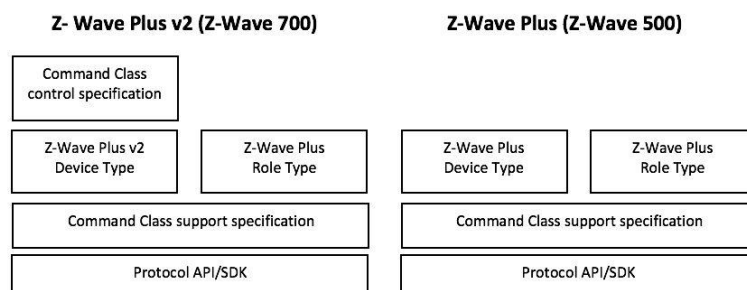 Z- Wave Plus v2 (Z-Wave 700)
Command Class
control specification
Z-Wave Plus v2
Device Type
Z-Wave Plus
Role Type
Command Class support specification
Protocol API/SDK
Z-Wave Plus (Z-Wave 500)
Z-Wave Plus
Device Type
Z-Wave Plus
Role Type
Command Class support specification
Protocol API/SDK